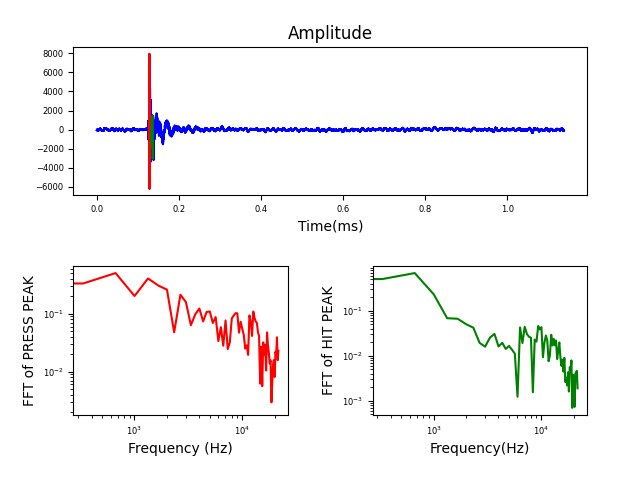 Amplitude
8000
6000
4000
2000
0
−2000
−4000
−6000
0.0 0.2 0.4 0.6 0.8 1.0
Time(ms)
FFT of PRESS PEAK
10⁻¹
10⁻²
10³ 10⁴
Frequency (Hz)
FFT of HIT PEAK
10⁻¹
10⁻²
10⁻³
10³ 10⁴
Frequency(Hz)